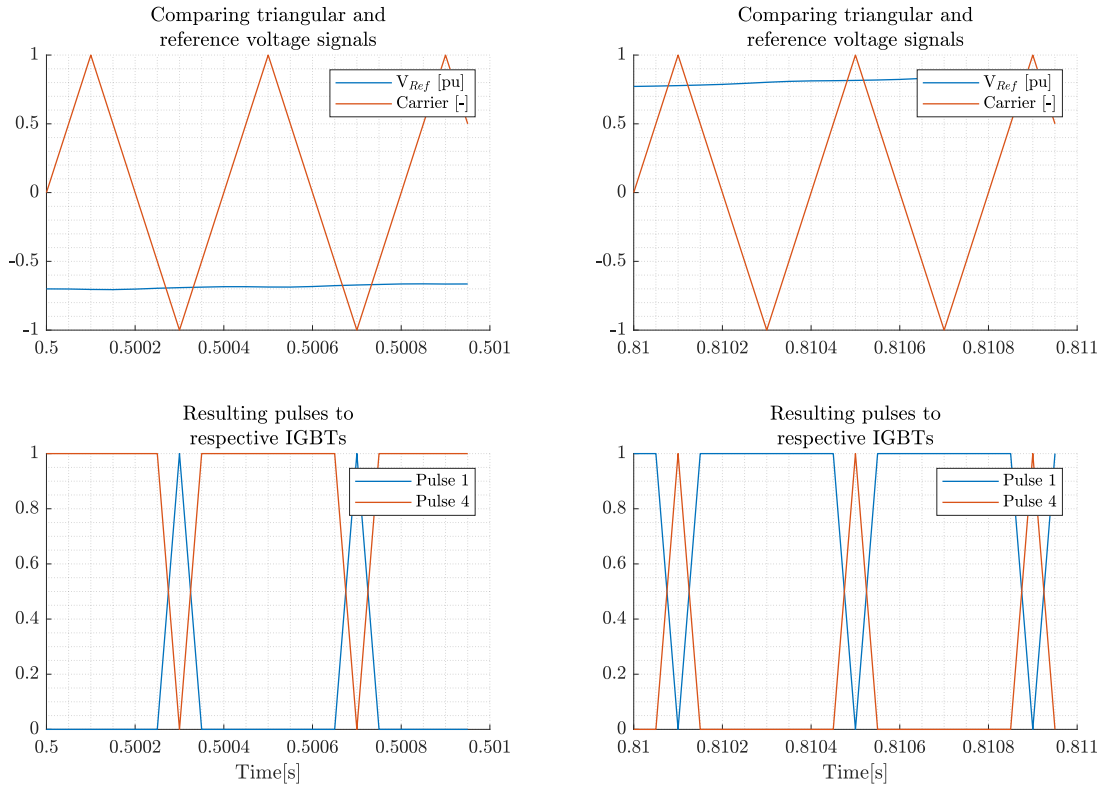 Comparing triangular and
reference voltage signals
1
0.5
0
-0.5
-1
0.5 0.5002 0.5004 0.5006 0.5008 0.501
V_Ref [pu]
Carrier [-]
Comparing triangular and
reference voltage signals
1
0.5
0
-0.5
-1
0.81 0.8102 0.8104 0.8106 0.8108 0.811
V_Ref [pu]
Carrier [-]
Resulting pulses to
respective IGBTs
1
0.8
0.6
0.4
0.2
0
0.5 0.5002 0.5004 0.5006 0.5008 0.501
Time[s]
Pulse 1
Pulse 4
Resulting pulses to
respective IGBTs
1
0.8
0.6
0.4
0.2
0
0.81 0.8102 0.8104 0.8106 0.8108 0.811
Time[s]
Pulse 1
Pulse 4